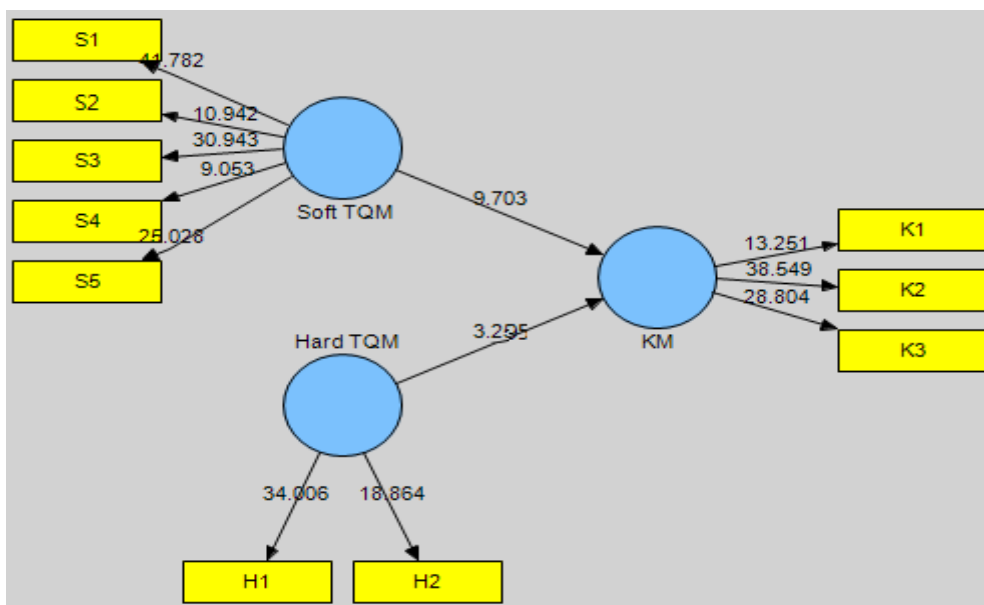 S1
41.782
S2
10.942
S3
30.943
9.053
S4
25.028
S5
Soft TQM
9.703
Hard TQM
3.295
KM
K1
13.251
K2
38.549
28.804
K3
34.006
18.864
H1
H2